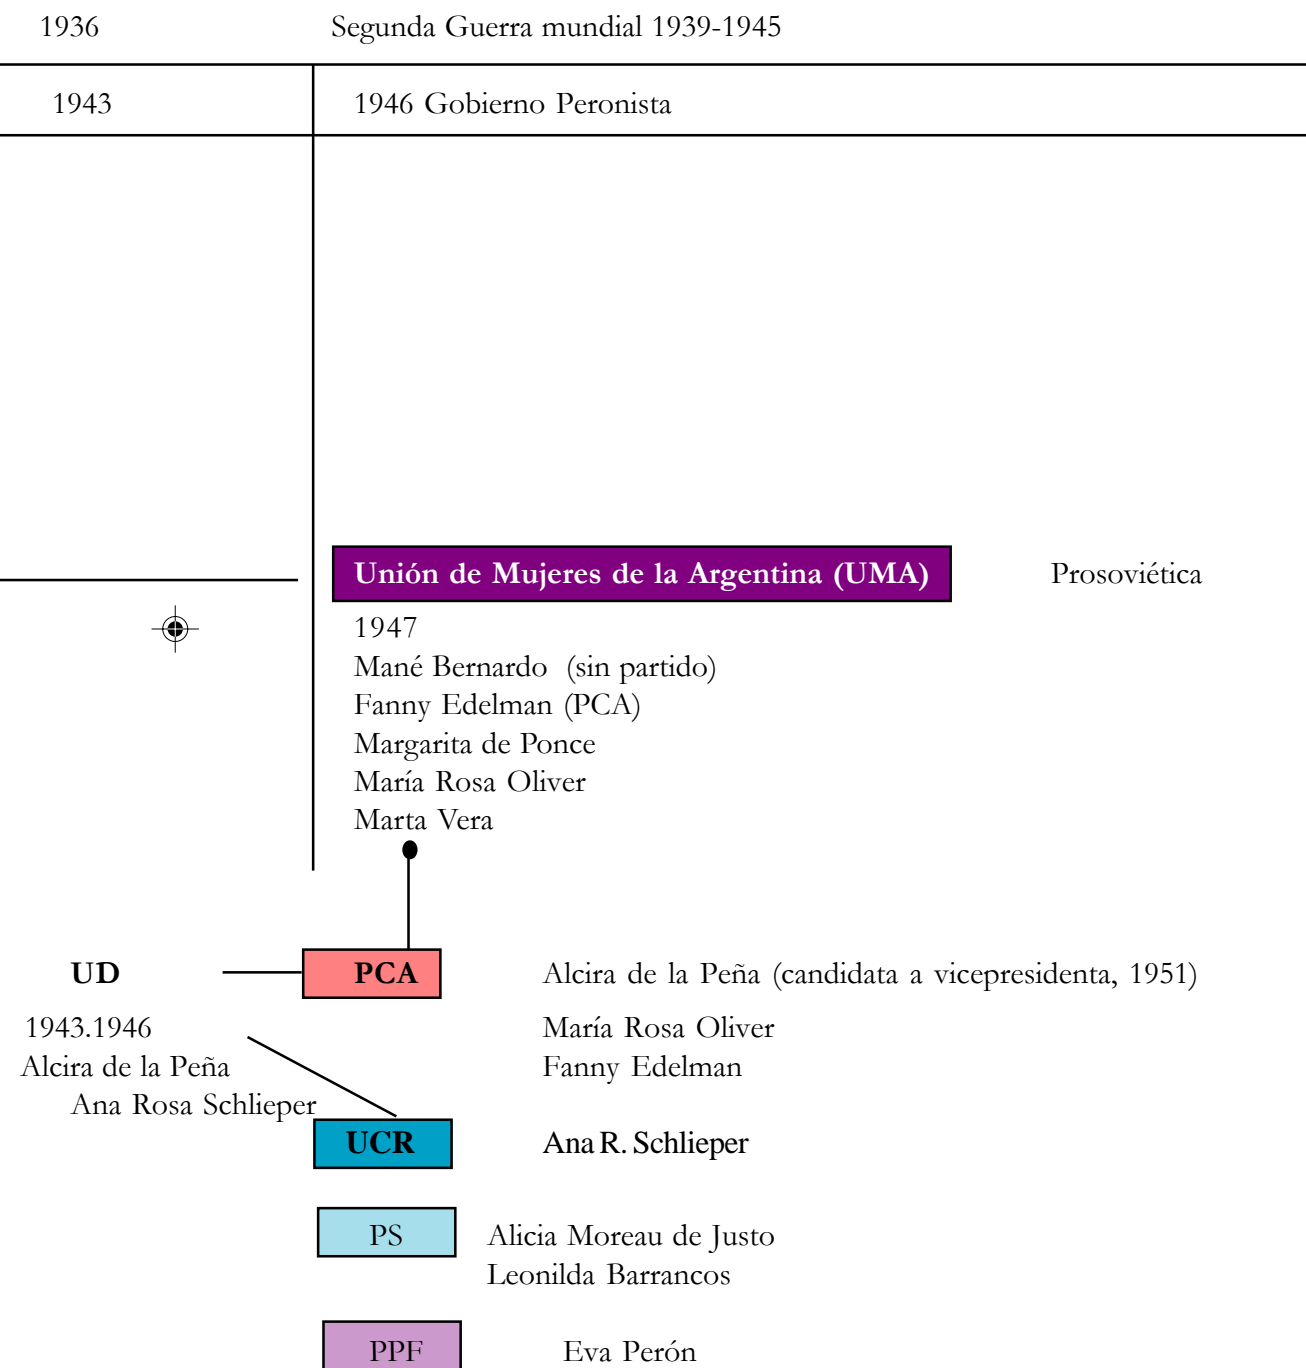 1936 Segunda Guerra mundial 1939-1945
1943 1946 Gobierno Peronista
Unión de Mujeres de la Argentina (UMA) Prosoviética
1947
Mané Bernardo (sin partido)
Fanny Edelman (PCA)
Margarita de Ponce
María Rosa Oliver
Marta Vera
UD PCA Alcira de la Peña (candidata a vicepresidenta, 1951)
1943.1946 María Rosa Oliver
Alcira de la Peña Fanny Edelman
Ana Rosa Schlieper
UCR Ana R. Schlieper
PS Alicia Moreau de Justo
Leonilda Barrancos
PPF Eva Perón